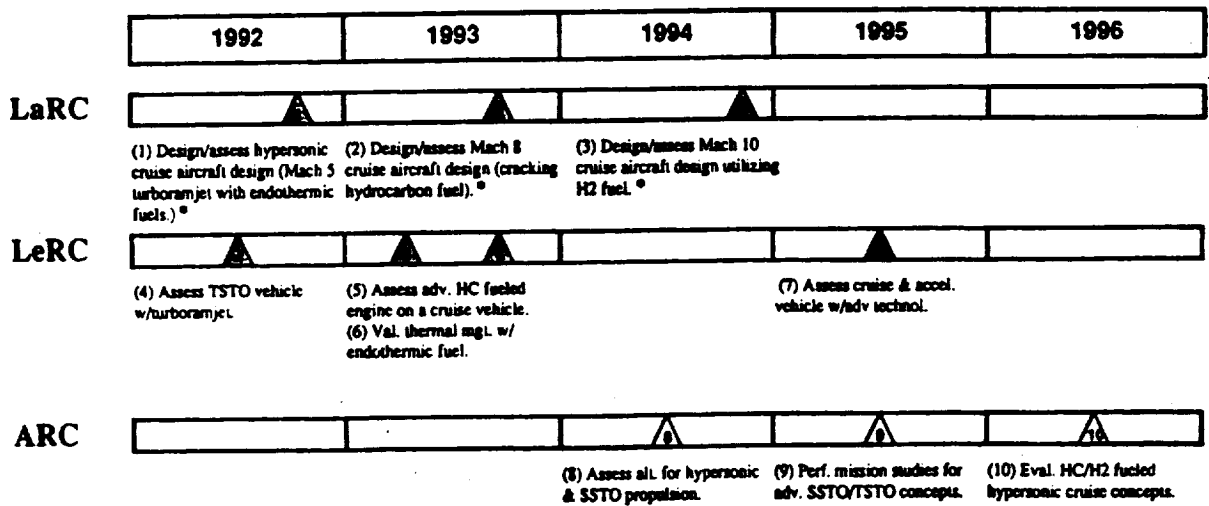 1992 1993 1994 1995 1996
LaRC
(1) Design/assess hypersonic
cruise aircraft design (Mach 5
turboramjet with endothermic
fuels.) *
(2) Design/assess Mach 8
cruise aircraft design (cracking
hydrocarbon fuel). *
(3) Design/assess Mach 10
cruise aircraft design utilizing
H2 fuel. *
LeRC
(4) Assess TSTO vehicle
w/turboramjet.
(5) Assess adv. HC fueled
engine on a cruise vehicle.
(6) Val. thermal mgt. w/
endothermic fuel.
(7) Assess cruise & accel.
vehicle w/adv technol.
ARC
8 9 10
(8) Assess alt. for hypersonic
& SSTO propulsion.
(9) Perf. mission studies for
adv. SSTO/TSTO concepts.
(10) Eval. HC/H2 fueled
hypersonic cruise concepts.